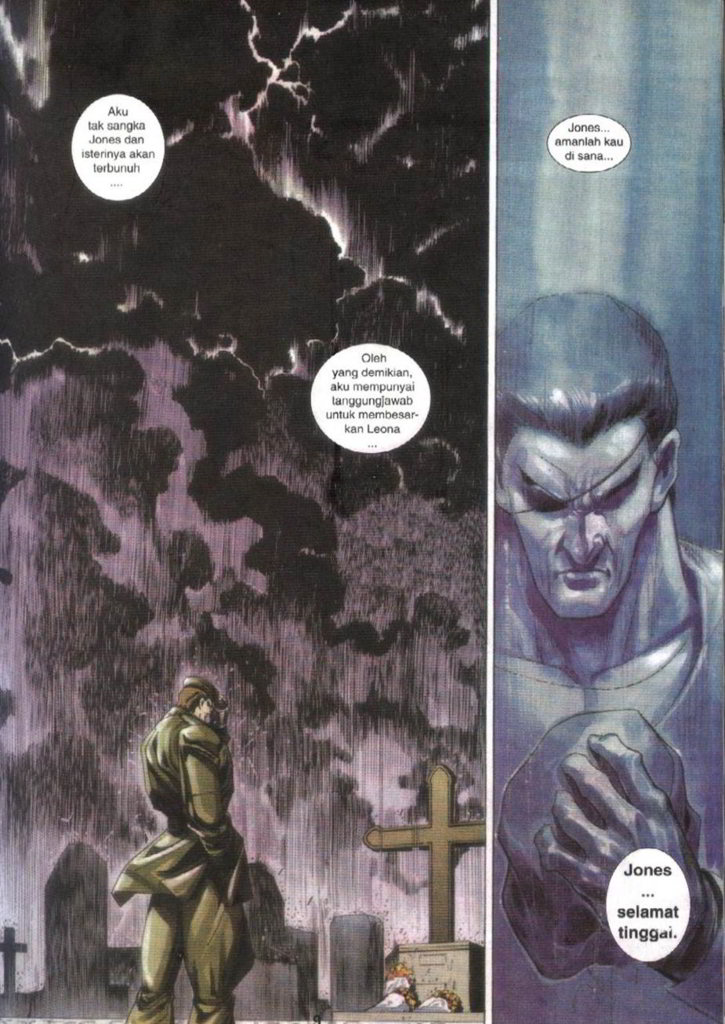 Aku
tak sangka
Jones dan
isterinya akan
terbunuh
....
Oleh
yang demikian,
aku mempunyai
tanggungjawab
untuk membesar-
kan Leona
...
Jones...
amanlah kau
di sana...
Jones
...
selamat
tinggal.
9